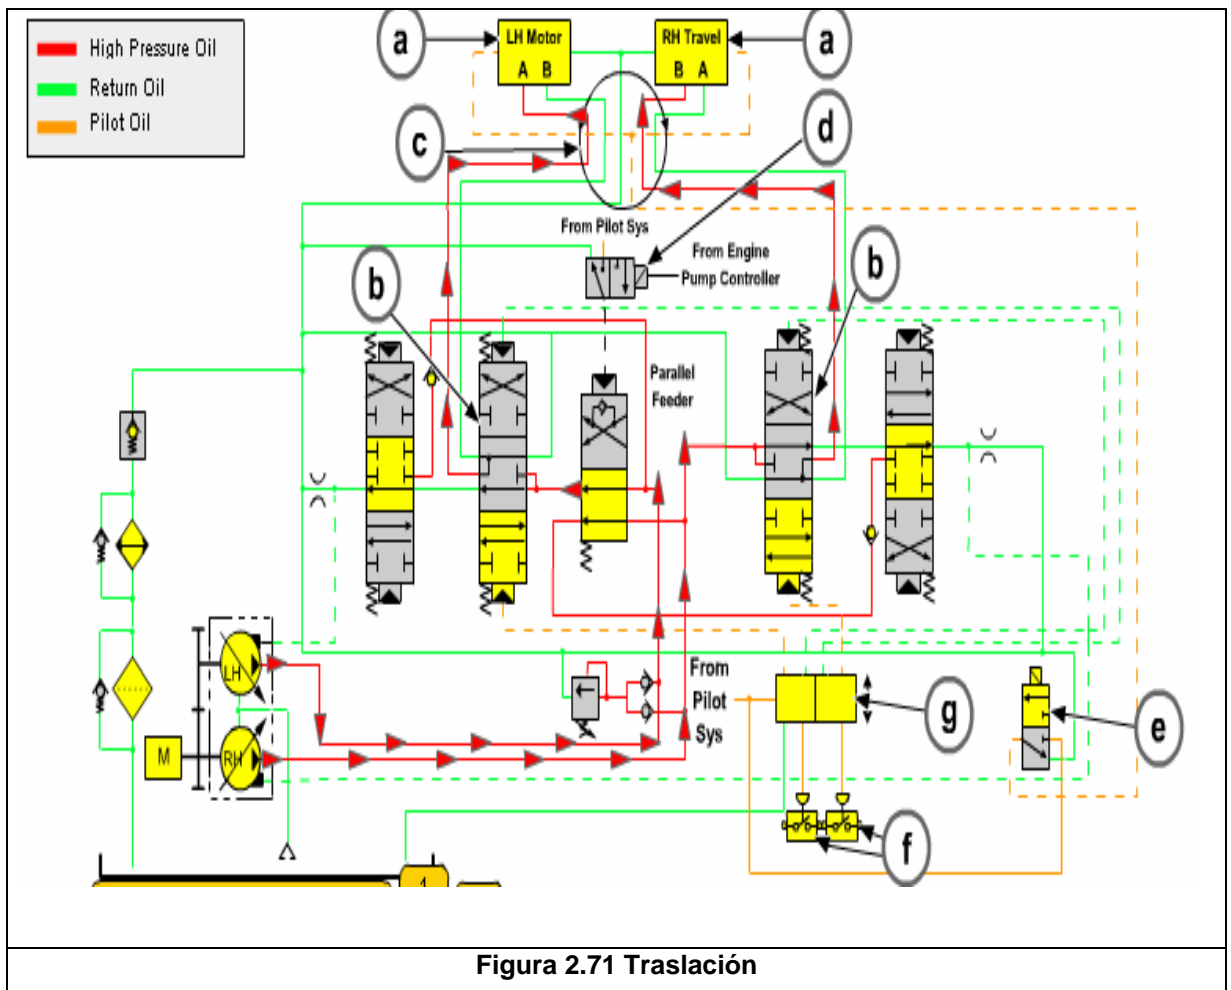 High Pressure Oil
Return Oil
Pilot Oil
a
LH Motor
A B
RH Travel
B A
a
c
d
From Pilot Sys
From Engine
Pump Controller
b
b
Parallel
Feeder
LH
RH
M
From
Pilot
Sys
g
e
f
1
Figura 2.71 Traslación